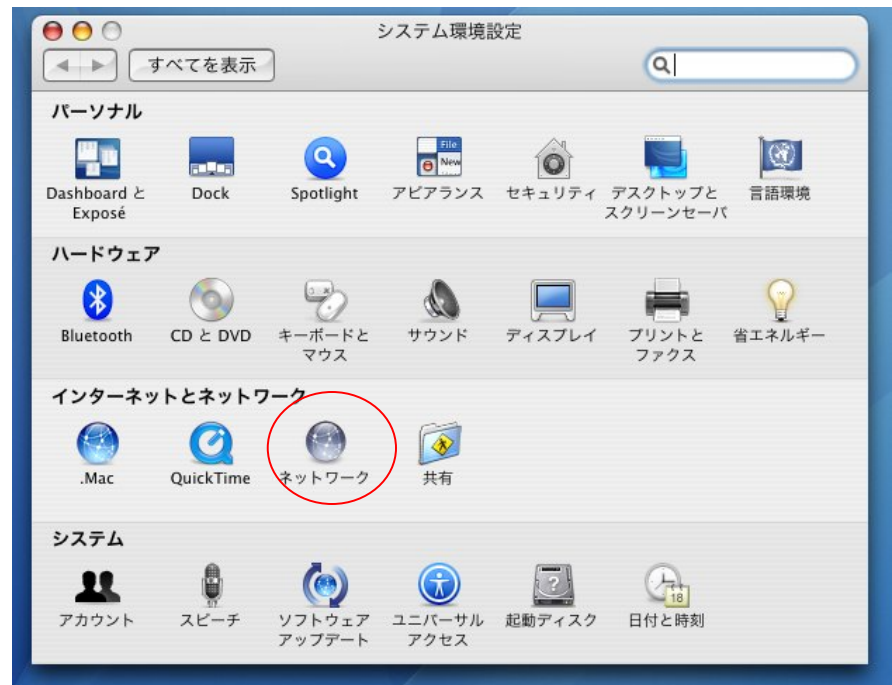 システム環境設定
すべてを表示
パーソナル
Dashboard と
Exposé
Dock
Spotlight
File
New
アピアランス
セキュリティ
デスクトップと
スクリーンセーバ
言語環境
ハードウェア
Bluetooth
CD と DVD
キーボードと
マウス
サウンド
ディスプレイ
プリントと
ファクス
省エネルギー
インターネットとネットワーク
.Mac
QuickTime
ネットワーク
共有
システム
アカウント
スピーチ
ソフトウェア
アップデート
ユニバーサル
アクセス
?
起動ディスク
18
日付と時刻